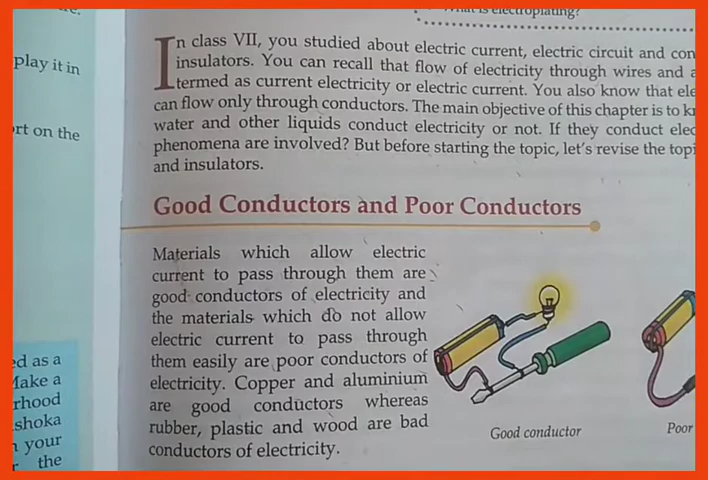 What is electroplating?
play it in
rt on the
In class VII, you studied about electric current, electric circuit and con
insulators. You can recall that flow of electricity through wires and a
termed as current electricity or electric current. You also know that ele
can flow only through conductors. The main objective of this chapter is to k
water and other liquids conduct electricity or not. If they conduct elec
phenomena are involved? But before starting the topic, let's revise the topi
and insulators.
Good Conductors and Poor Conductors
Materials which allow electric
current to pass through them are
good conductors of electricity and
the materials which do not allow
electric current to pass through
them easily are poor conductors of
electricity. Copper and aluminium
are good conductors whereas
rubber, plastic and wood are bad
conductors of electricity.
Good conductor
Poor
ed as a
Make a
rhood
shoka
your
the